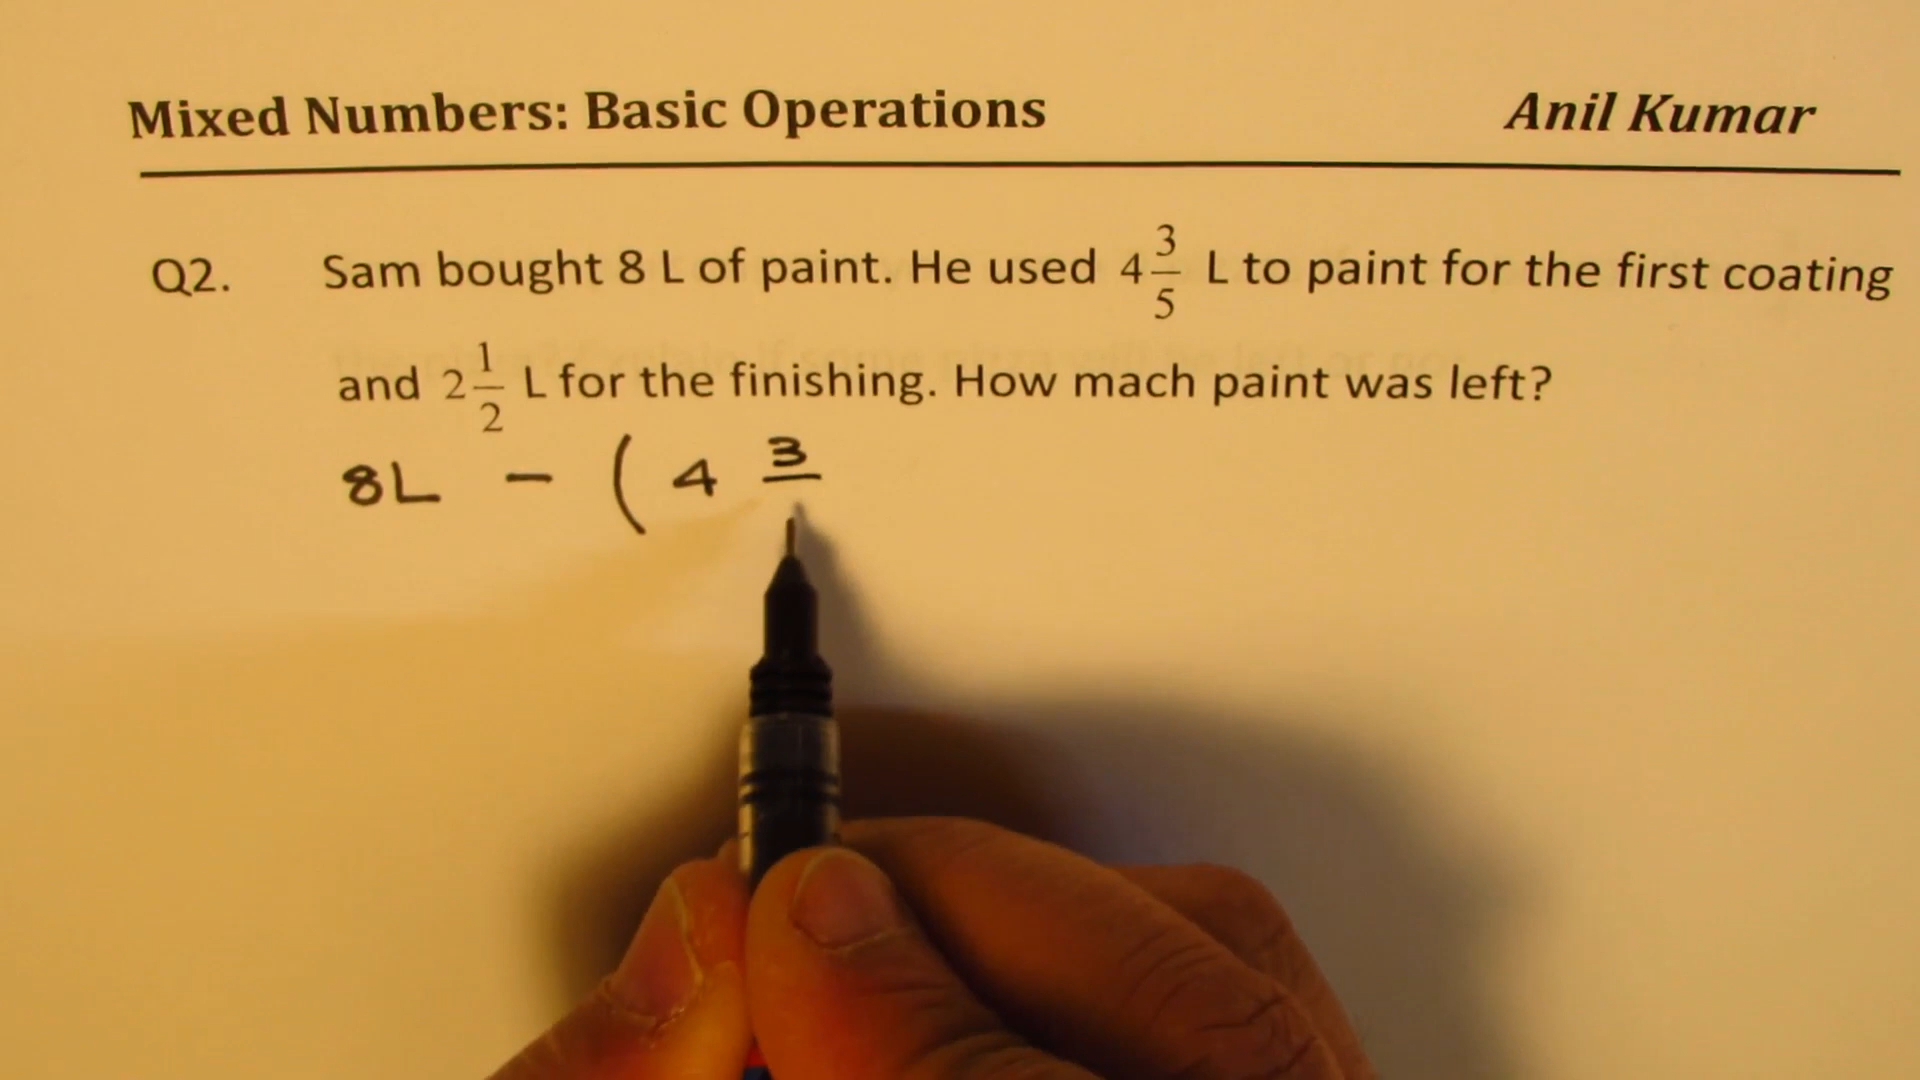 Mixed Numbers: Basic Operations Anil Kumar
Q2. Sam bought 8 L of paint. He used 4 3/5 L to paint for the first coating
and 2 1/2 L for the finishing. How mach paint was left?
8L - ( 4 3